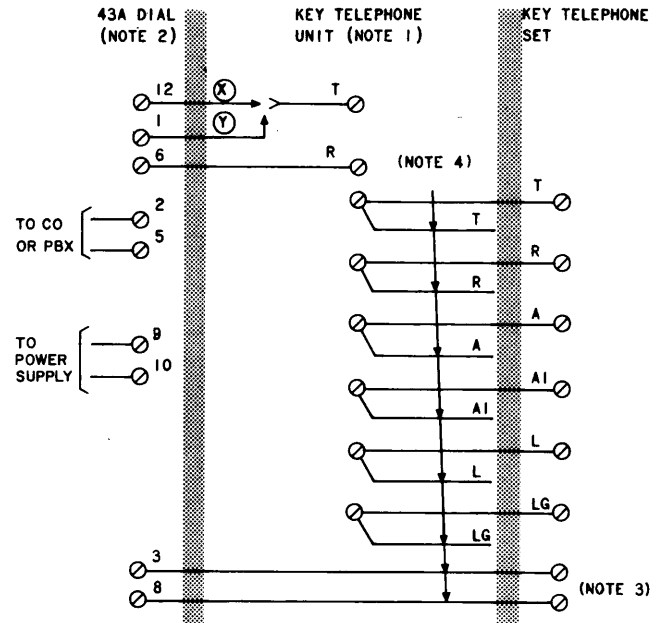 43A DIAL
(NOTE 2)
KEY TELEPHONE
UNIT (NOTE 1)
KEY TELEPHONE
SET
12
X
T
1
Y
6
R
(NOTE 4)
T
T
2
TO CO
OR PBX
5
R
R
A
9
TO
POWER
SUPPLY
10
A
A1
A1
L
L
LG
LG
3
8
(NOTE 3)